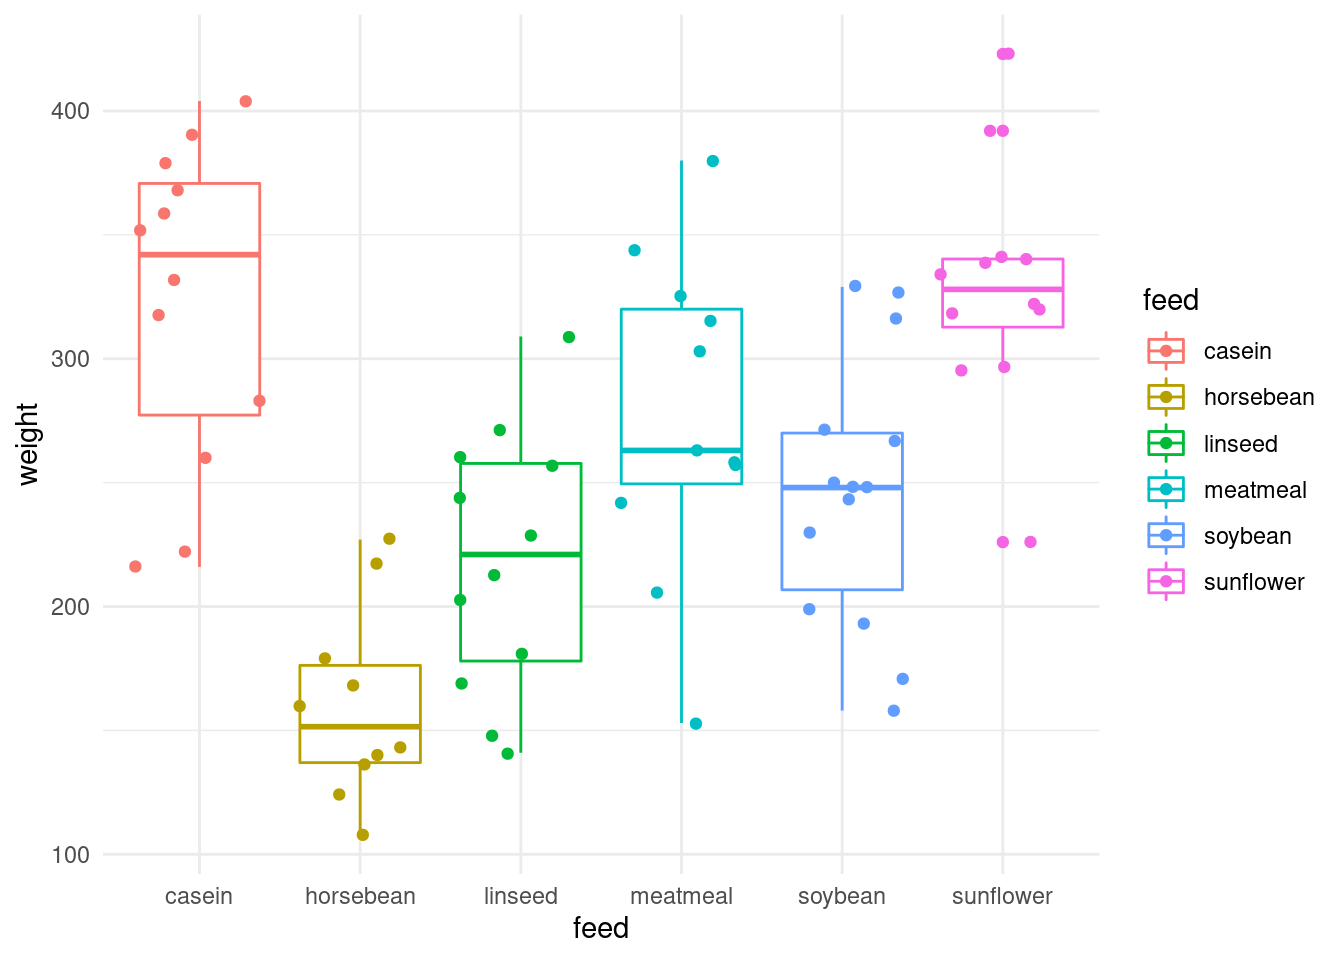 weight
400
300
200
100
casein horsebean linseed meatmeal soybean sunflower
feed
feed
casein
horsebean
linseed
meatmeal
soybean
sunflower